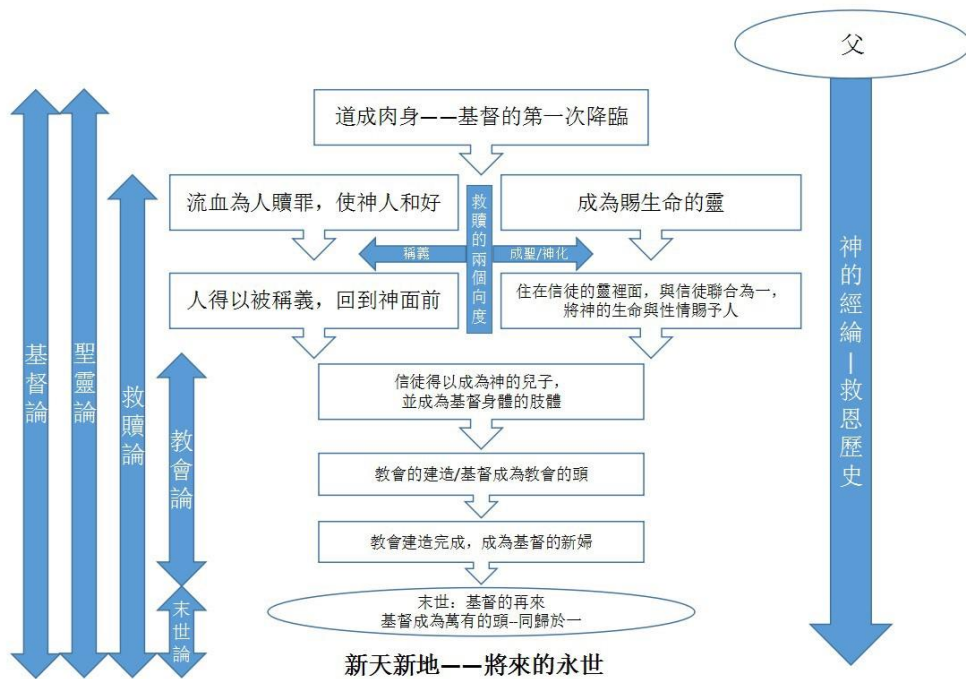 父
道成肉身——基督的第一次降臨
流血為人贖罪，使神人和好
救贖的兩個向度
成為賜生命的靈
稱義
成聖/神化
人得以被稱義，回到神面前
住在信徒的靈裡面，與信徒聯合為一，
將神的生命與性情賜予人
信徒得以成為神的兒子，
並成為基督身體的肢體
教會的建造/基督成為教會的頭
教會建造完成，成為基督的新婦
末世：基督的再來
基督成為萬有的頭–同歸於一
新天新地——將來的永世
基督論
聖靈論
救贖論
教會論
末世論
神的經綸—救恩歷史